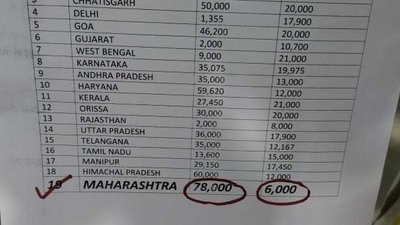 3 CHHATISGARH 50,000 20,000
4 DELHI 1,355 17,900
5 GOA 46,200 20,000
6 GUJARAT 2,000 10,700
7 WEST BENGAL 9,000 21,000
8 KARNATAKA 35,075 19,975
9 ANDHRA PRADESH 35,000 13,000
10 HARYANA 59,620 12,000
11 KERALA 27,450 21,000
12 ORISSA 30,000 20,000
13 RAJASTHAN 2,000 8,000
14 UTTAR PRADESH 36,000 17,900
15 TELANGANA 35,000 12,167
16 TAMIL NADU 13,600 15,000
17 MANIPUR 29,150 17,450
18 HIMACHAL PRADESH 60,000 12,000
19 MAHARASHTRA 78,000 6,000